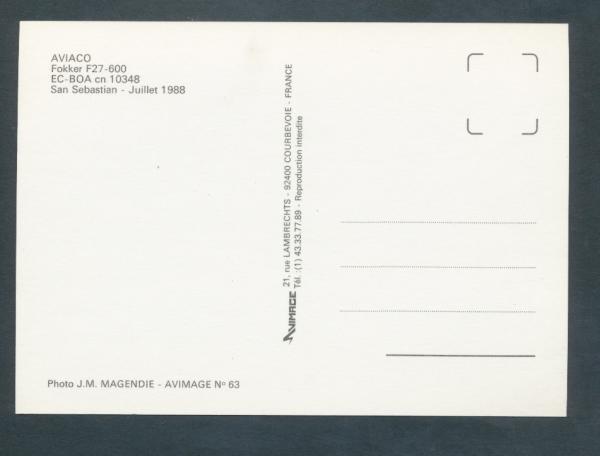 AVIACO
Fokker F27-600
EC-BOA cn 10348
San Sebastian - Juillet 1988
AVIMAGE 21, rue LAMBRECHTS - 92400 COURBEVOIE - FRANCE
Tél. :(1) 43.33.77.89 - Reproduction interdite
Photo J.M. MAGENDIE - AVIMAGE Nº 63